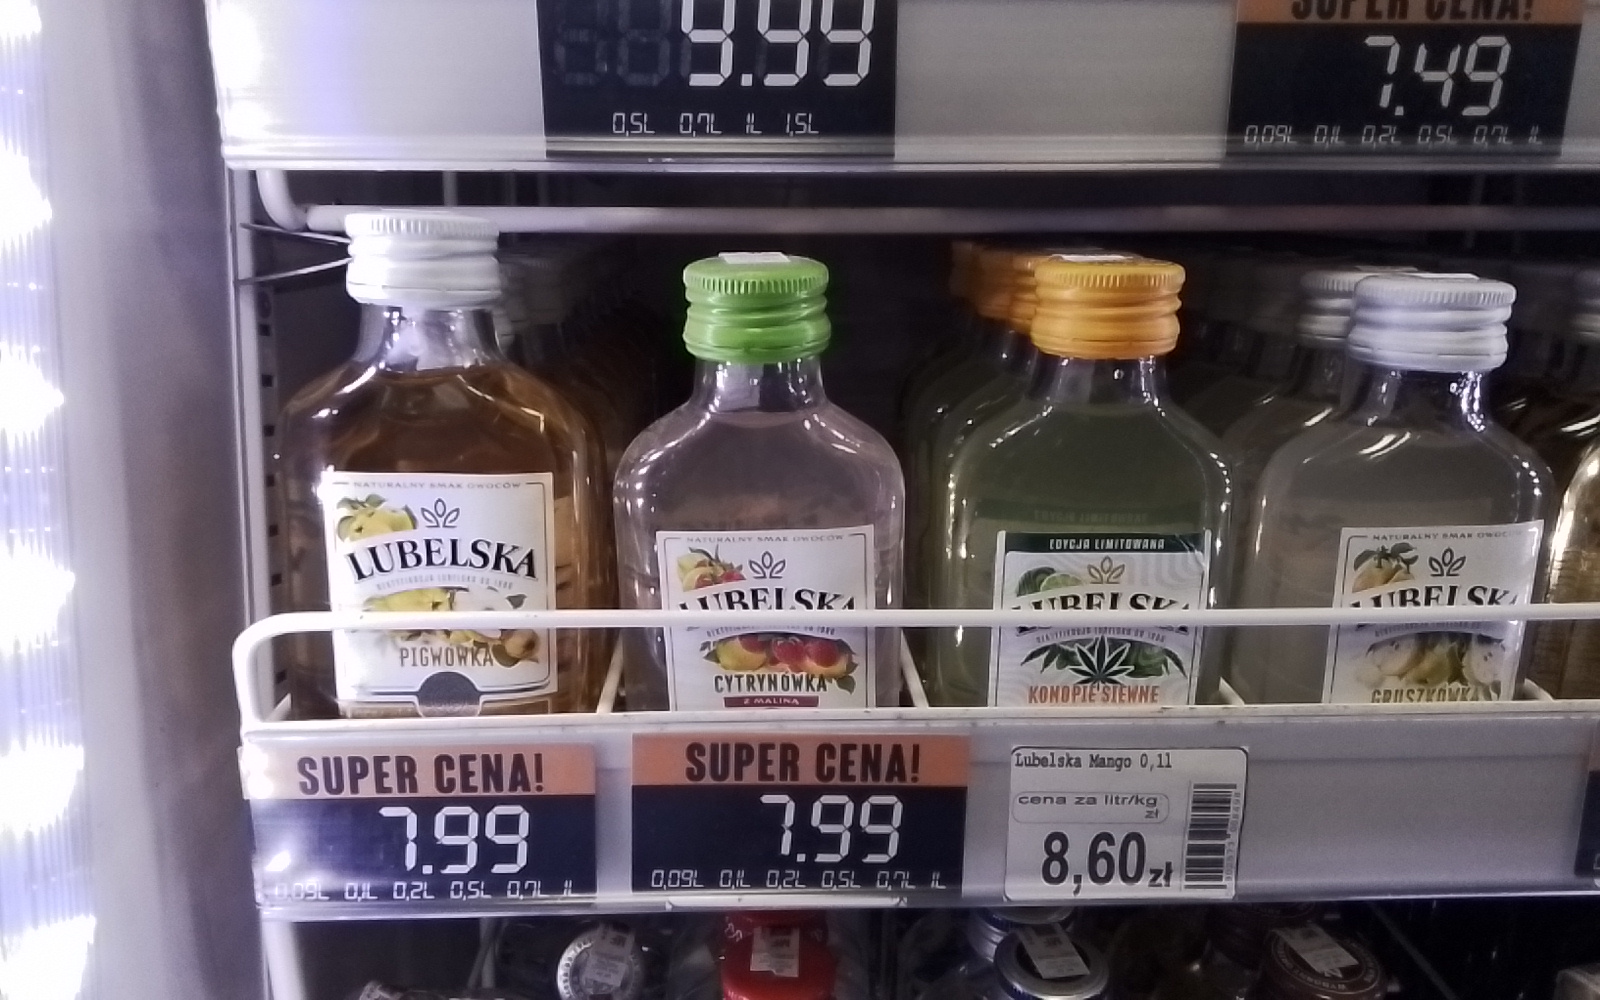 9.99
0,5L 0,7L 1L 1,5L
SUPER CENA!
7.49
0,09L 0,1L 0,2L 0,5L 0,7L 1L
NATURALNY SMAK OWOCÓW
LUBELSKA
PIGWÓWKA
NATURALNY SMAK OWOCÓW
LUBELSKA
CYTRYNÓWKA
Z MALINĄ
EDYCJA LIMITOWANA
LUBELSKA
KONOPIE SIEWNE
NATURALNY SMAK OWOCÓW
LUBELSKA
GRUSZKÓWKA
SUPER CENA!
7.99
0,09L 0,1L 0,2L 0,5L 0,7L 1L
SUPER CENA!
7.99
0,09L 0,1L 0,2L 0,5L 0,7L 1L
Lubelska Mango 0,1l
cena za litr/kg
zł
8,60 zł